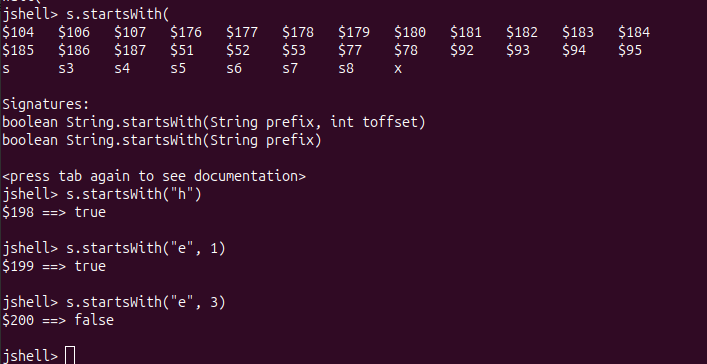 jshell> s.startsWith(
$104 $106 $107 $176 $177 $178 $179 $180 $181 $182 $183 $184
$185 $186 $187 $51 $52 $53 $77 $78 $92 $93 $94 $95
s s3 s4 s5 s6 s7 s8 x
Signatures:
boolean String.startsWith(String prefix, int toffset)
boolean String.startsWith(String prefix)
<press tab again to see documentation>
jshell> s.startsWith("h")
$198 ==> true
jshell> s.startsWith("e", 1)
$199 ==> true
jshell> s.startsWith("e", 3)
$200 ==> false
jshell>